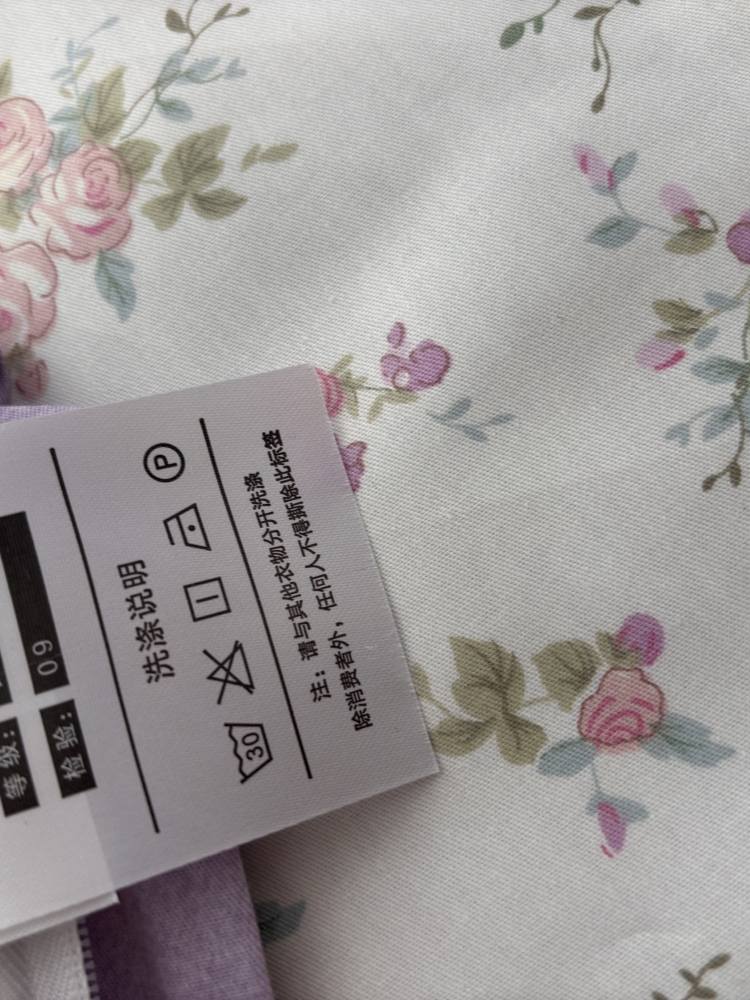 等级:
检验: 09
洗涤说明
30 P
注：请与其他衣物分开洗涤
除消费者外，任何人不得撕除此标签